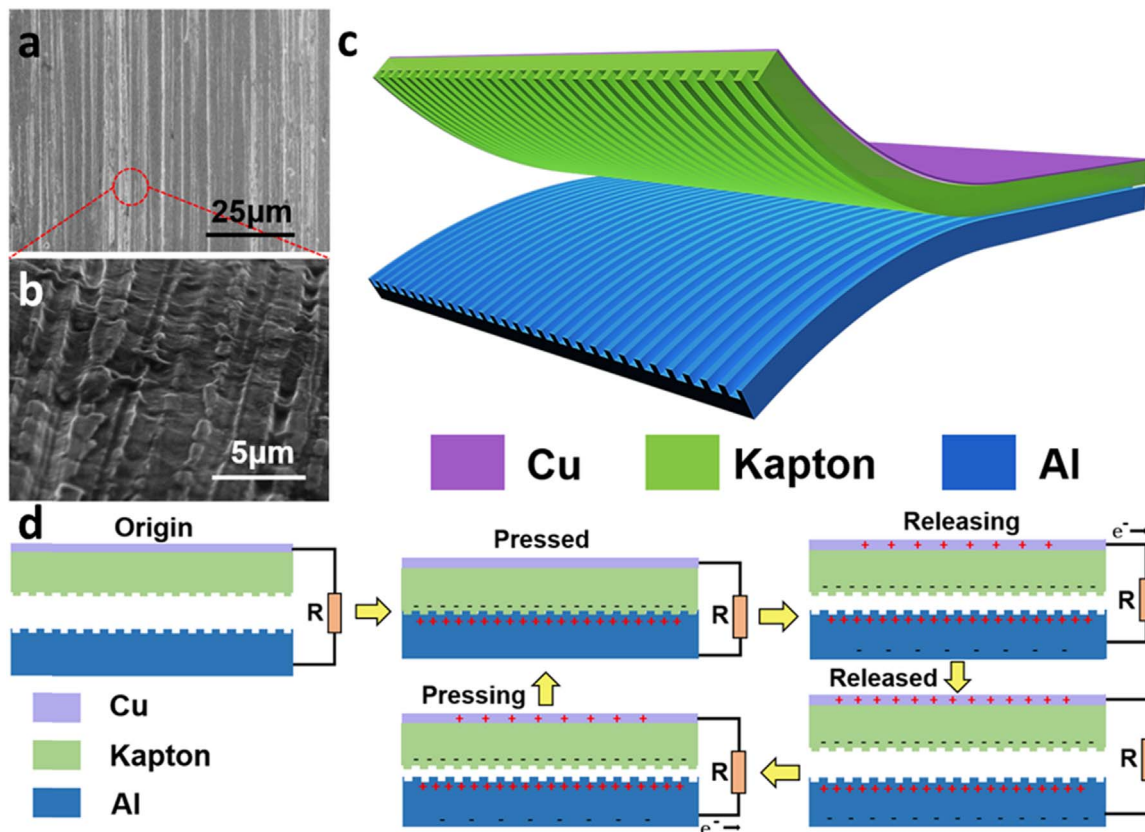 a
25µm
b
5µm
c
Cu
Kapton
Al
d
Origin
R
Cu
Kapton
Al
Pressed
R
Releasing
e⁻
R
Released
R
Pressing
R
e⁻